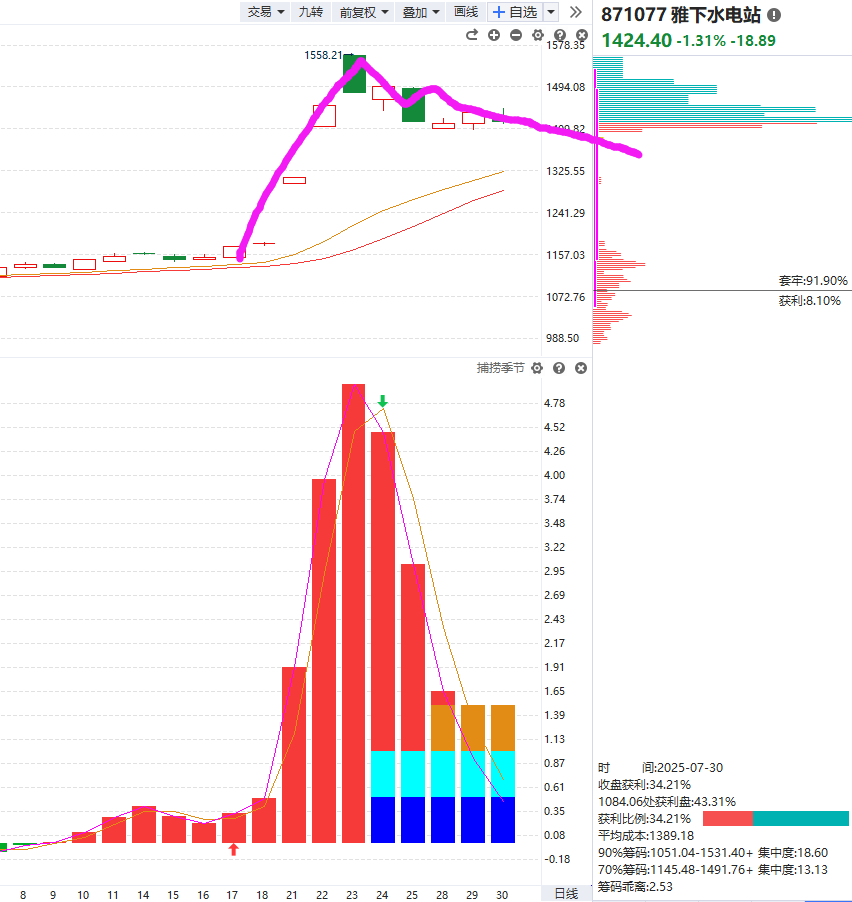 交易 九转 前复权 叠加 画线 + 自选
871077 雅下水电站
1424.40 -1.31% -18.89
1558.21
1578.35
1494.08
1409.82
1325.55
1241.29
1157.03
1072.76
988.50
套牢:91.90%
获利:8.10%
捕捞季节
4.78
4.52
4.26
4.00
3.74
3.48
3.22
2.95
2.69
2.43
2.17
1.91
1.65
1.39
1.13
0.87
0.61
0.35
0.08
-0.18
时 间:2025-07-30
收盘获利:34.21%
1084.06处获利盘:43.31%
获利比例:34.21%
平均成本:1389.18
90%筹码:1051.04-1531.40+ 集中度:18.60
70%筹码:1145.48-1491.76+ 集中度:13.13
筹码乖离:2.53
8 9 10 11 14 15 16 17 18 21 22 23 24 25 28 29 30 日线